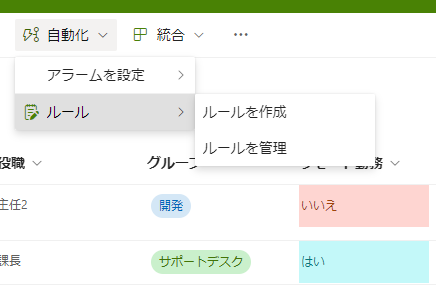 自動化 統合 ...
アラームを設定
ルール
ルールを作成
ルールを管理
役職 グループ 勤務
主任2 開発 いいえ
課長 サポートデスク はい